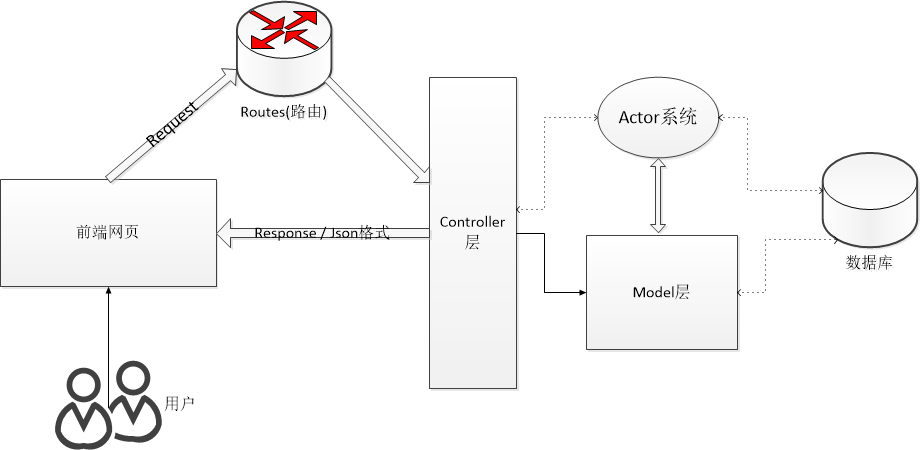 Routes(路由)
Request
Actor系统
前端网页
Response / Json格式
Controller
层
数据库
Model层
用户